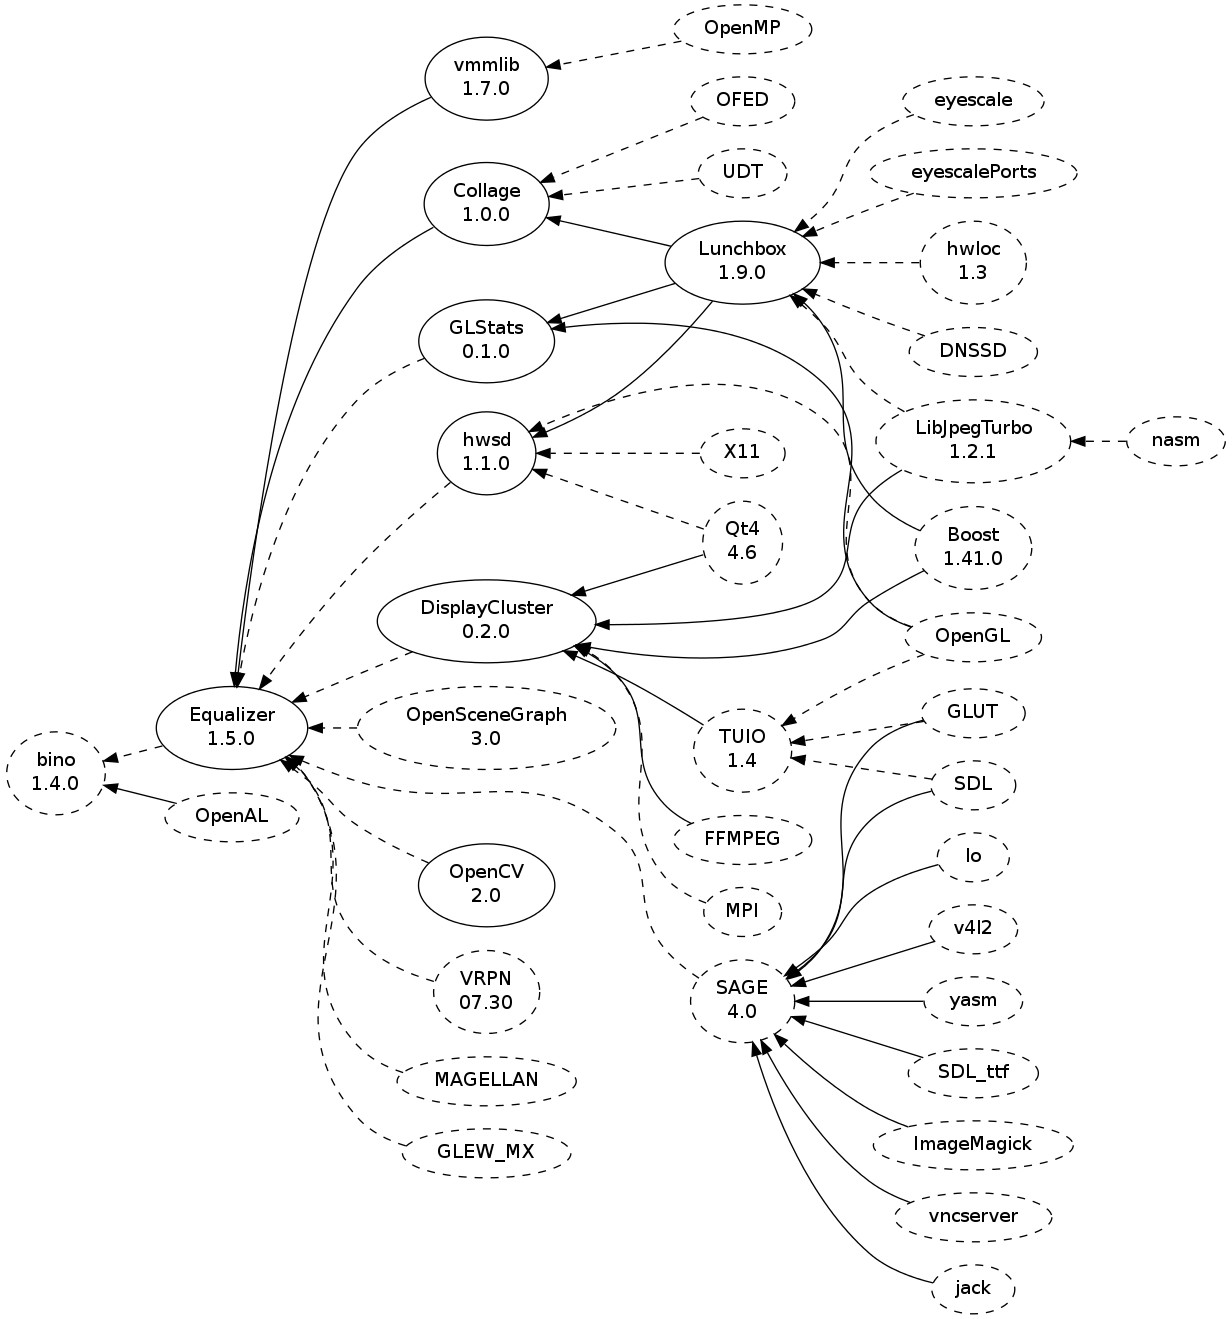 OpenMP
vmmlib
1.7.0
OFED
eyescale
UDT
eyescalePorts
Collage
1.0.0
Lunchbox
1.9.0
hwloc
1.3
GLStats
0.1.0
DNSSD
LibJpegTurbo
1.2.1
nasm
hwsd
1.1.0
X11
Qt4
4.6
Boost
1.41.0
DisplayCluster
0.2.0
OpenGL
Equalizer
1.5.0
OpenSceneGraph
3.0
GLUT
TUIO
1.4
bino
1.4.0
SDL
OpenAL
FFMPEG
lo
OpenCV
2.0
MPI
v4l2
VRPN
07.30
SAGE
4.0
yasm
MAGELLAN
SDL_ttf
GLEW_MX
ImageMagick
vncserver
jack